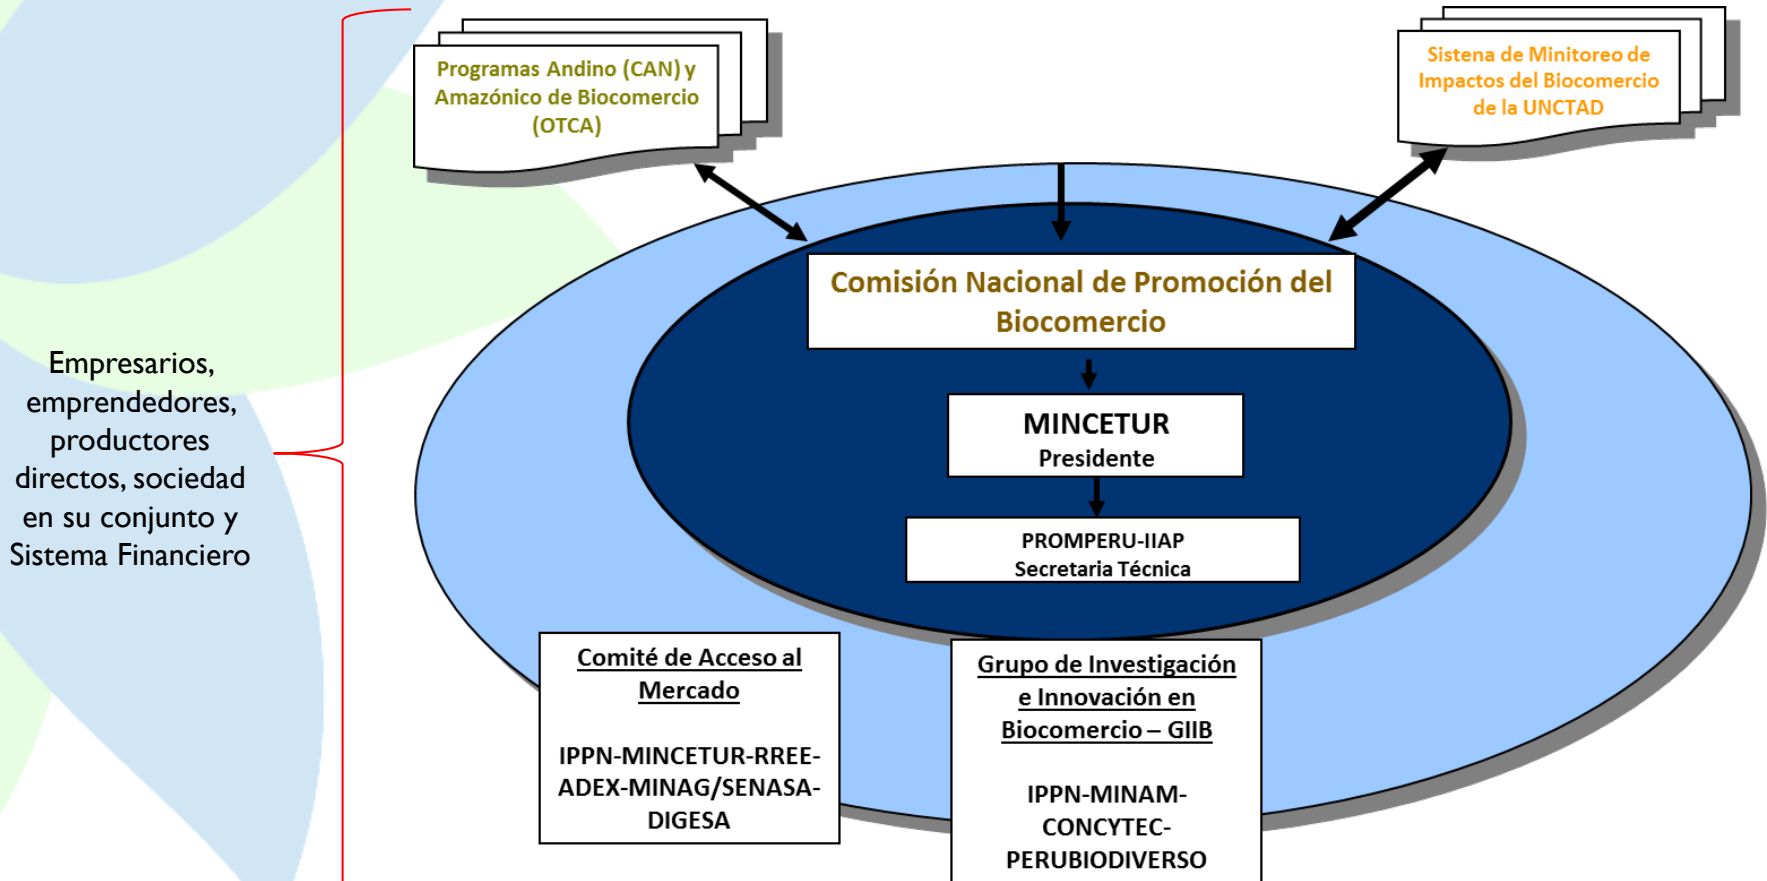 Programas Andino (CAN) y
Amazónico de Biocomercio
(OTCA)
Sistena de Minitoreo de
Impactos del Biocomercio
de la UNCTAD
Comisión Nacional de Promoción del
Biocomercio
MINCETUR
Presidente
PROMPERU-IIAP
Secretaria Técnica
Empresarios,
emprendedores,
productores
directos, sociedad
en su conjunto y
Sistema Financiero
Comité de Acceso al
Mercado
IPPN-MINCETUR-RREE-
ADEX-MINAG/SENASA-
DIGESA
Grupo de Investigación
e Innovación en
Biocomercio – GIIB
IPPN-MINAM-
CONCYTEC-
PERUBIODIVERSO